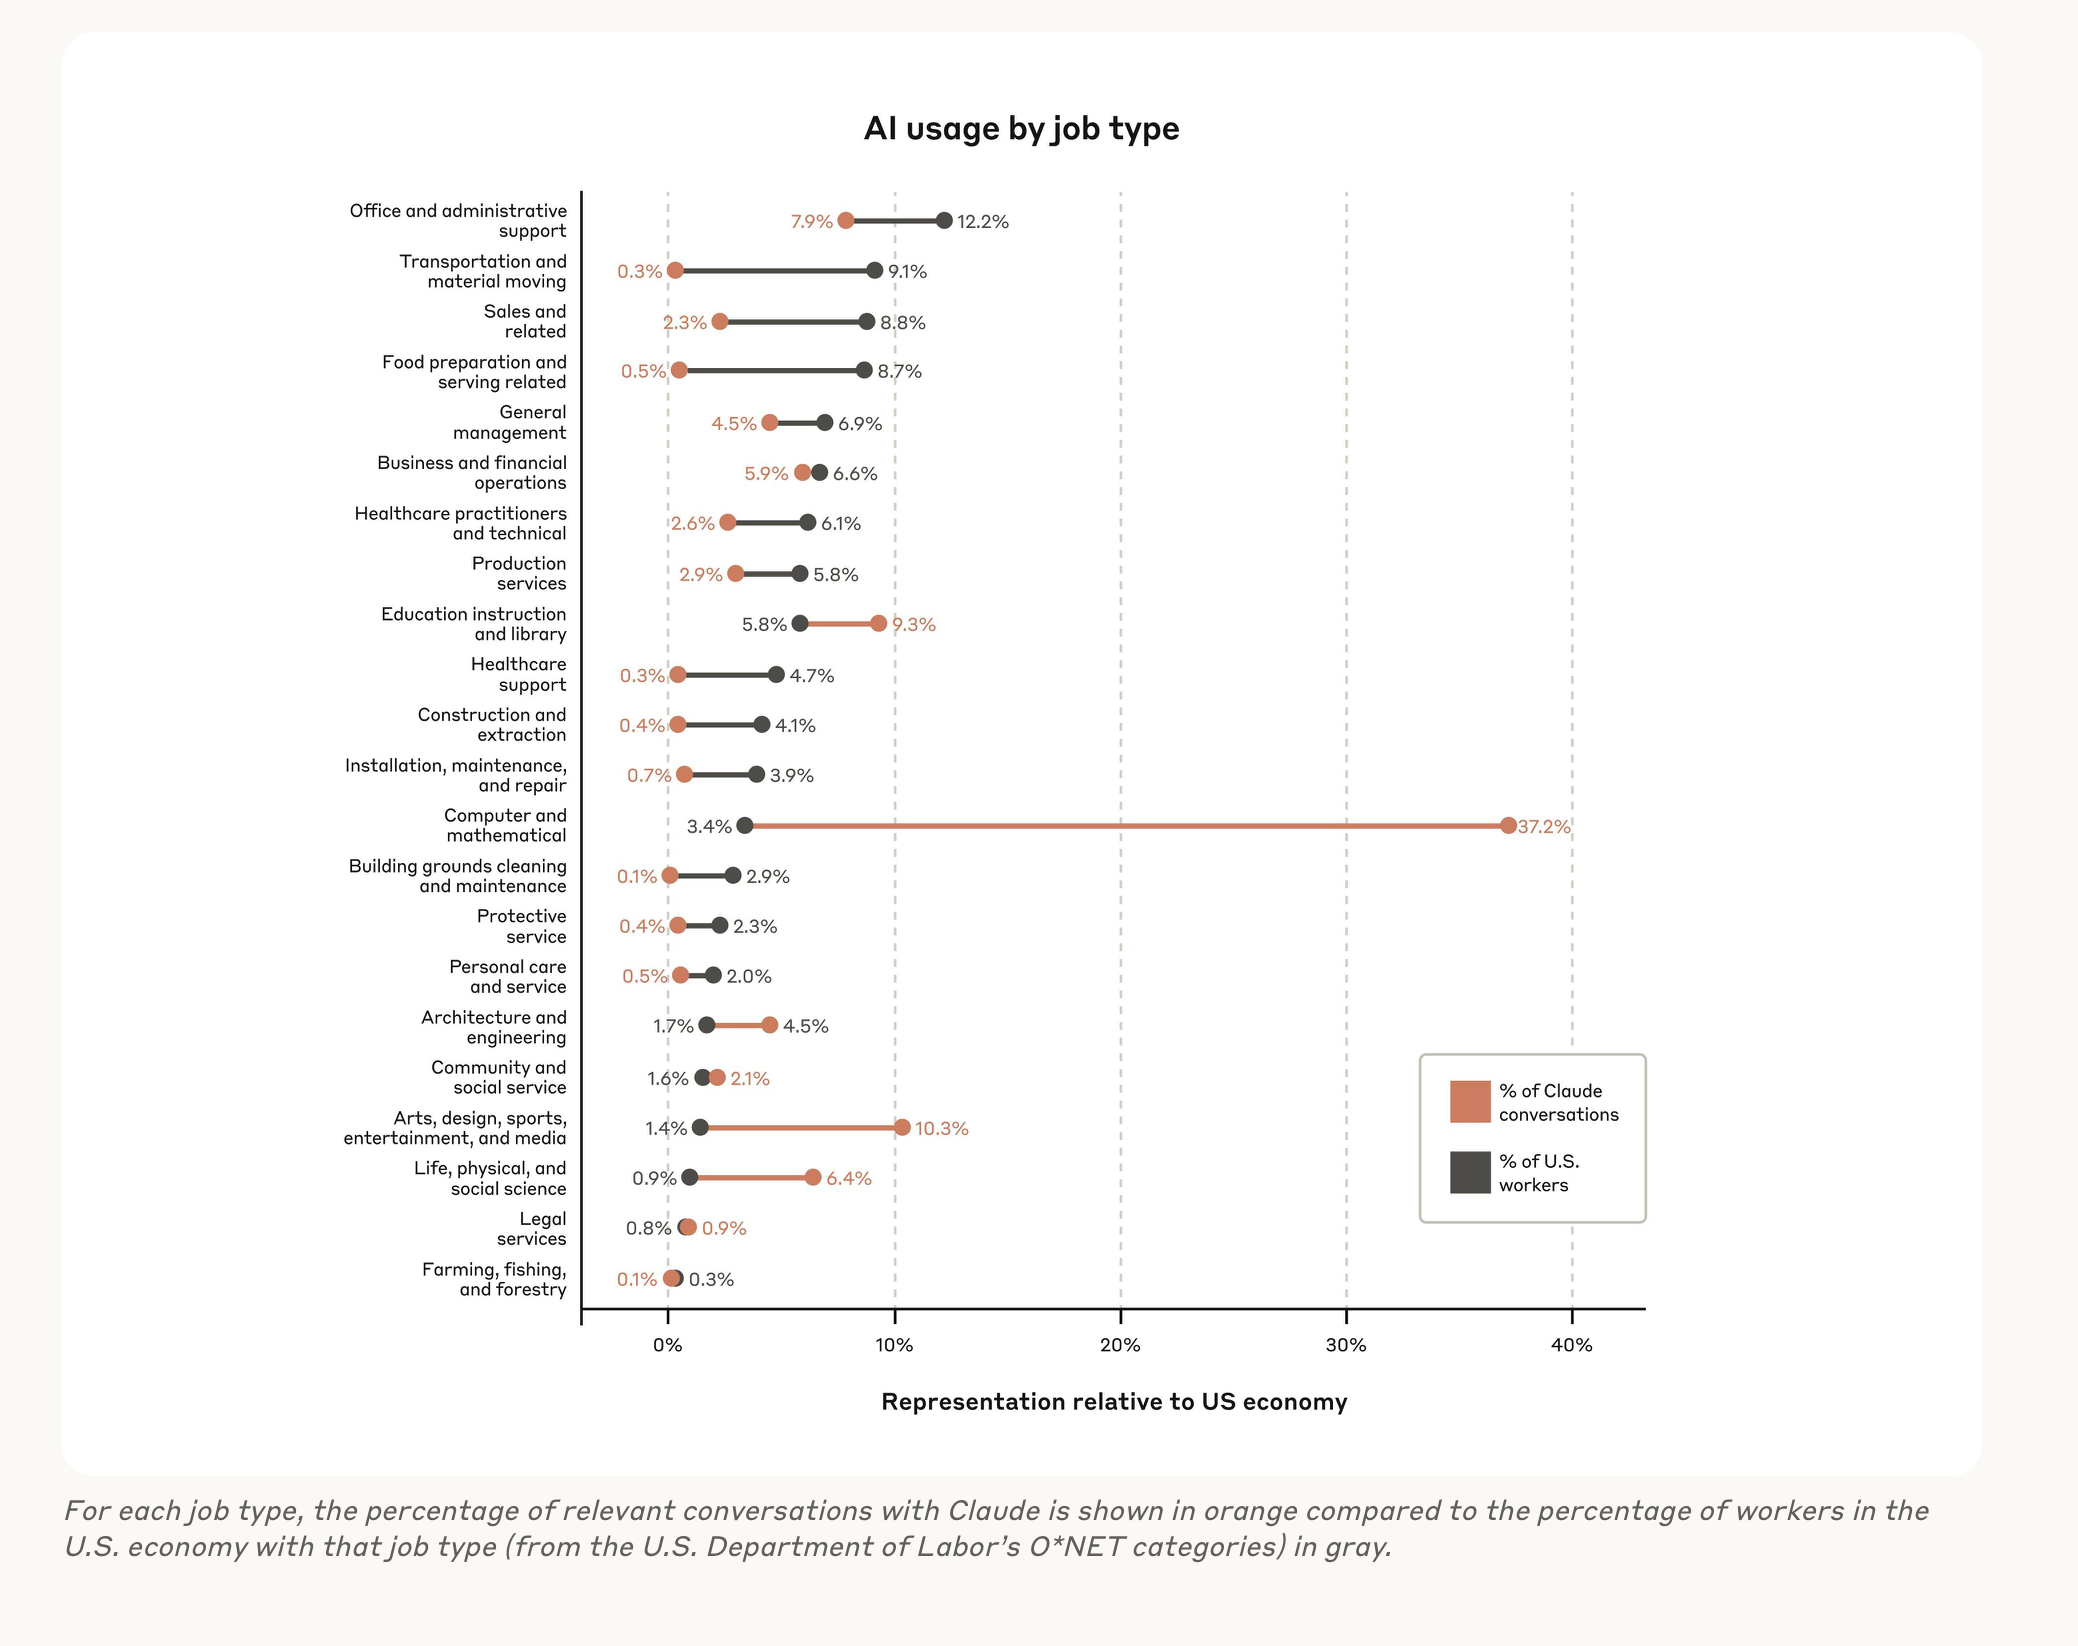 AI usage by job type
Office and administrative
support
7.9%
12.2%
Transportation and
material moving
0.3%
9.1%
Sales and
related
2.3%
8.8%
Food preparation and
serving related
0.5%
8.7%
General
management
4.5%
6.9%
Business and financial
operations
5.9%
6.6%
Healthcare practitioners
and technical
2.6%
6.1%
Production
services
2.9%
5.8%
Education instruction
and library
5.8%
9.3%
Healthcare
support
0.3%
4.7%
Construction and
extraction
0.4%
4.1%
Installation, maintenance,
and repair
0.7%
3.9%
Computer and
mathematical
3.4%
37.2%
Building grounds cleaning
and maintenance
0.1%
2.9%
Protective
service
0.4%
2.3%
Personal care
and service
0.5%
2.0%
Architecture and
engineering
1.7%
4.5%
Community and
social service
1.6%
2.1%
Arts, design, sports,
entertainment, and media
1.4%
10.3%
Life, physical, and
social science
0.9%
6.4%
Legal
services
0.8%
0.9%
Farming, fishing,
and forestry
0.1%
0.3%
% of Claude
conversations
% of U.S.
workers
0%
10%
20%
30%
40%
Representation relative to US economy
For each job type, the percentage of relevant conversations with Claude is shown in orange compared to the percentage of workers in the
U.S. economy with that job type (from the U.S. Department of Labor’s O*NET categories) in gray.